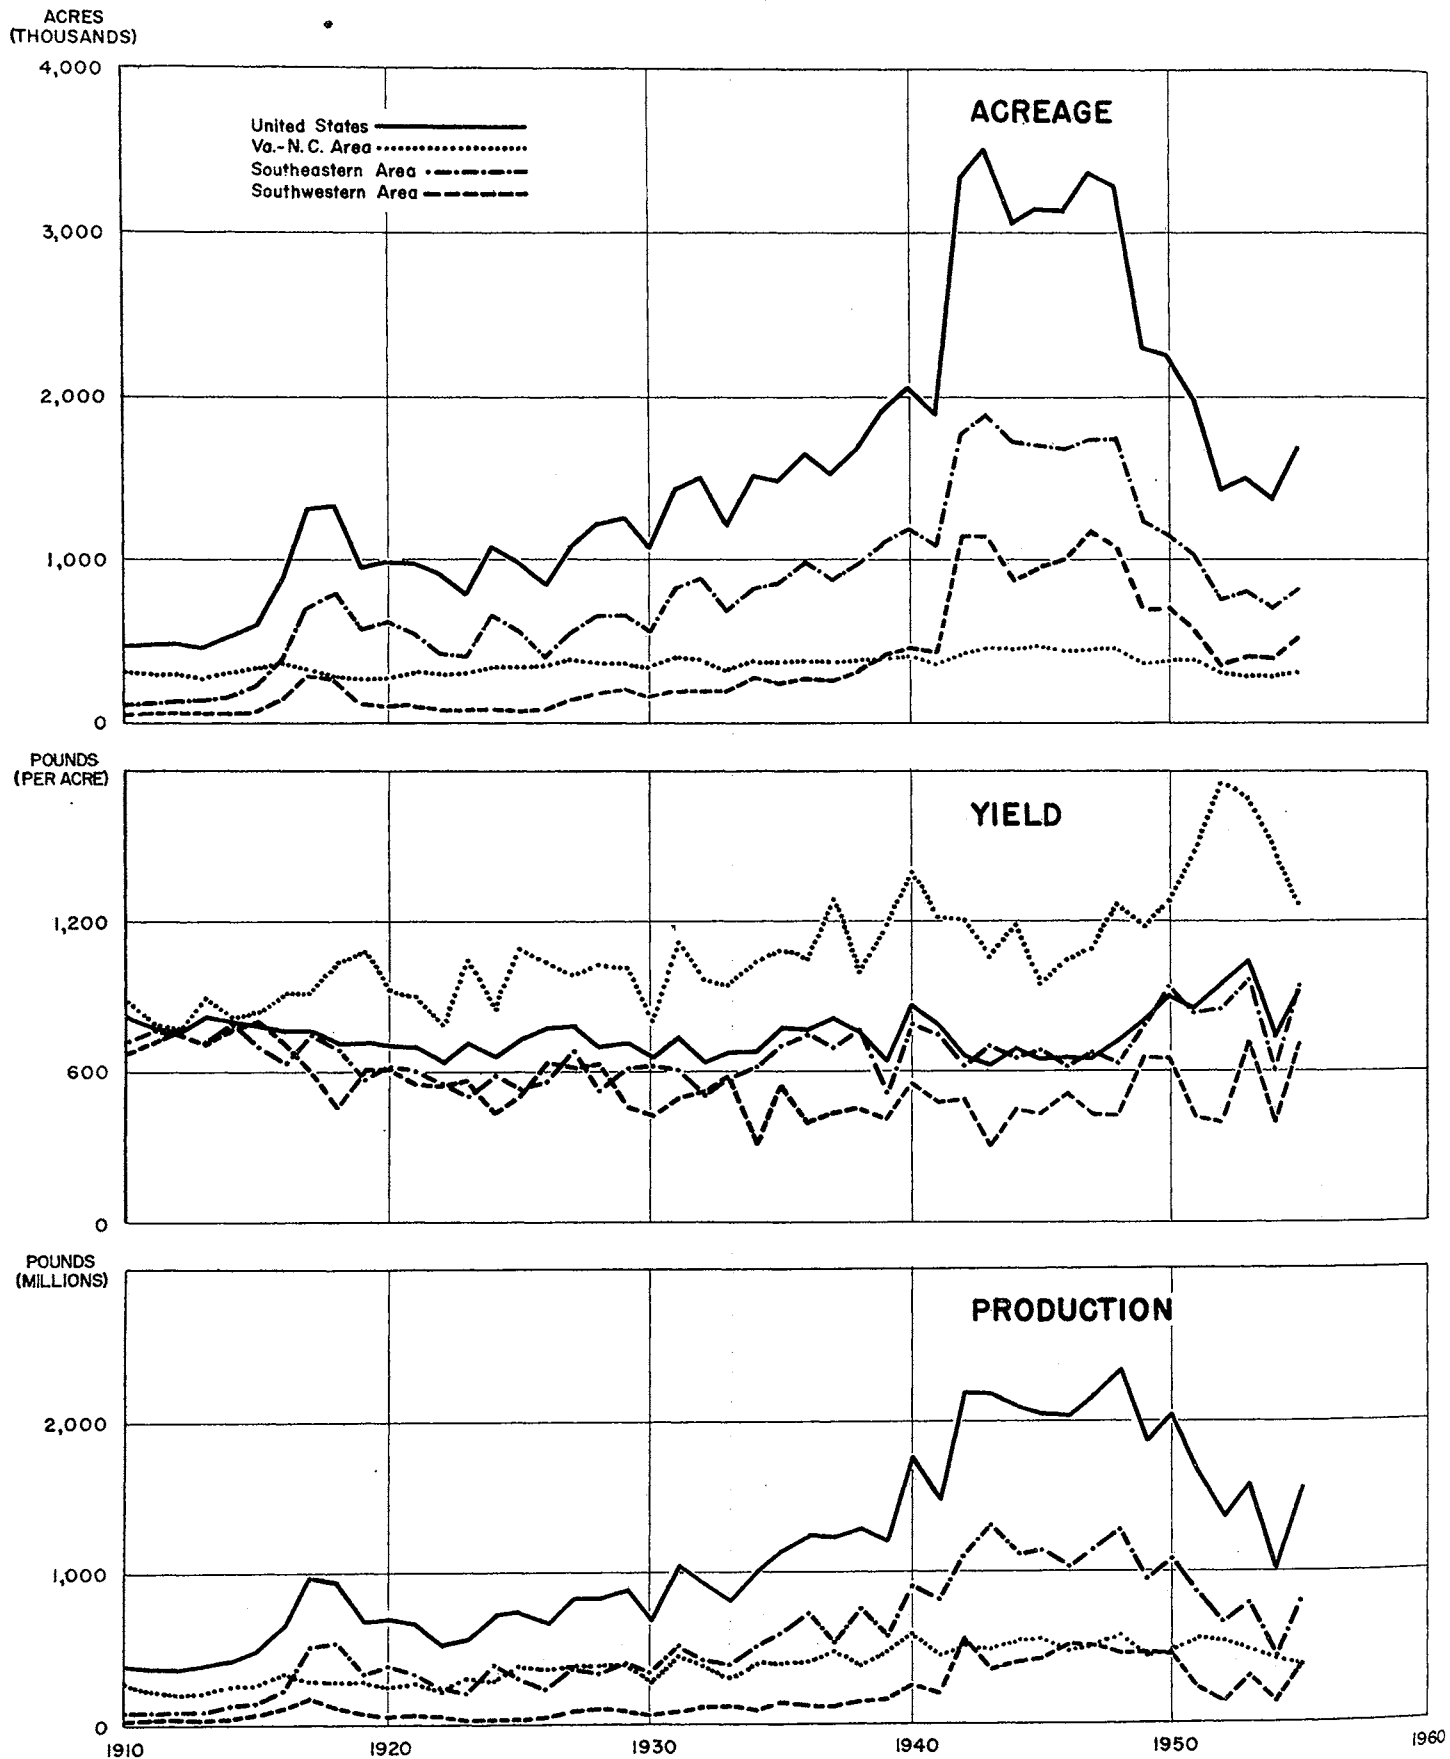 ACRES
(THOUSANDS)
4,000
3,000
2,000
1,000
0
ACREAGE
United States
Va.-N.C. Area
Southeastern Area
Southwestern Area
POUNDS
(PER ACRE)
1,200
600
0
YIELD
POUNDS
(MILLIONS)
2,000
1,000
0
PRODUCTION
1910 1920 1930 1940 1950 1960